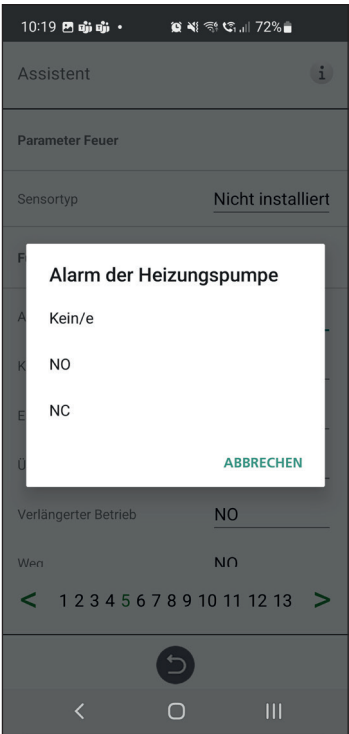 10:19 72%
Assistent i
Parameter Feuer
Sensortyp Nicht installiert
F
Alarm der Heizungspumpe
A
Kein/e
K
NO
E
NC
Ü
ABBRECHEN
Verlängerter Betrieb NO
Weg NO
< 1 2 3 4 5 6 7 8 9 10 11 12 13 >